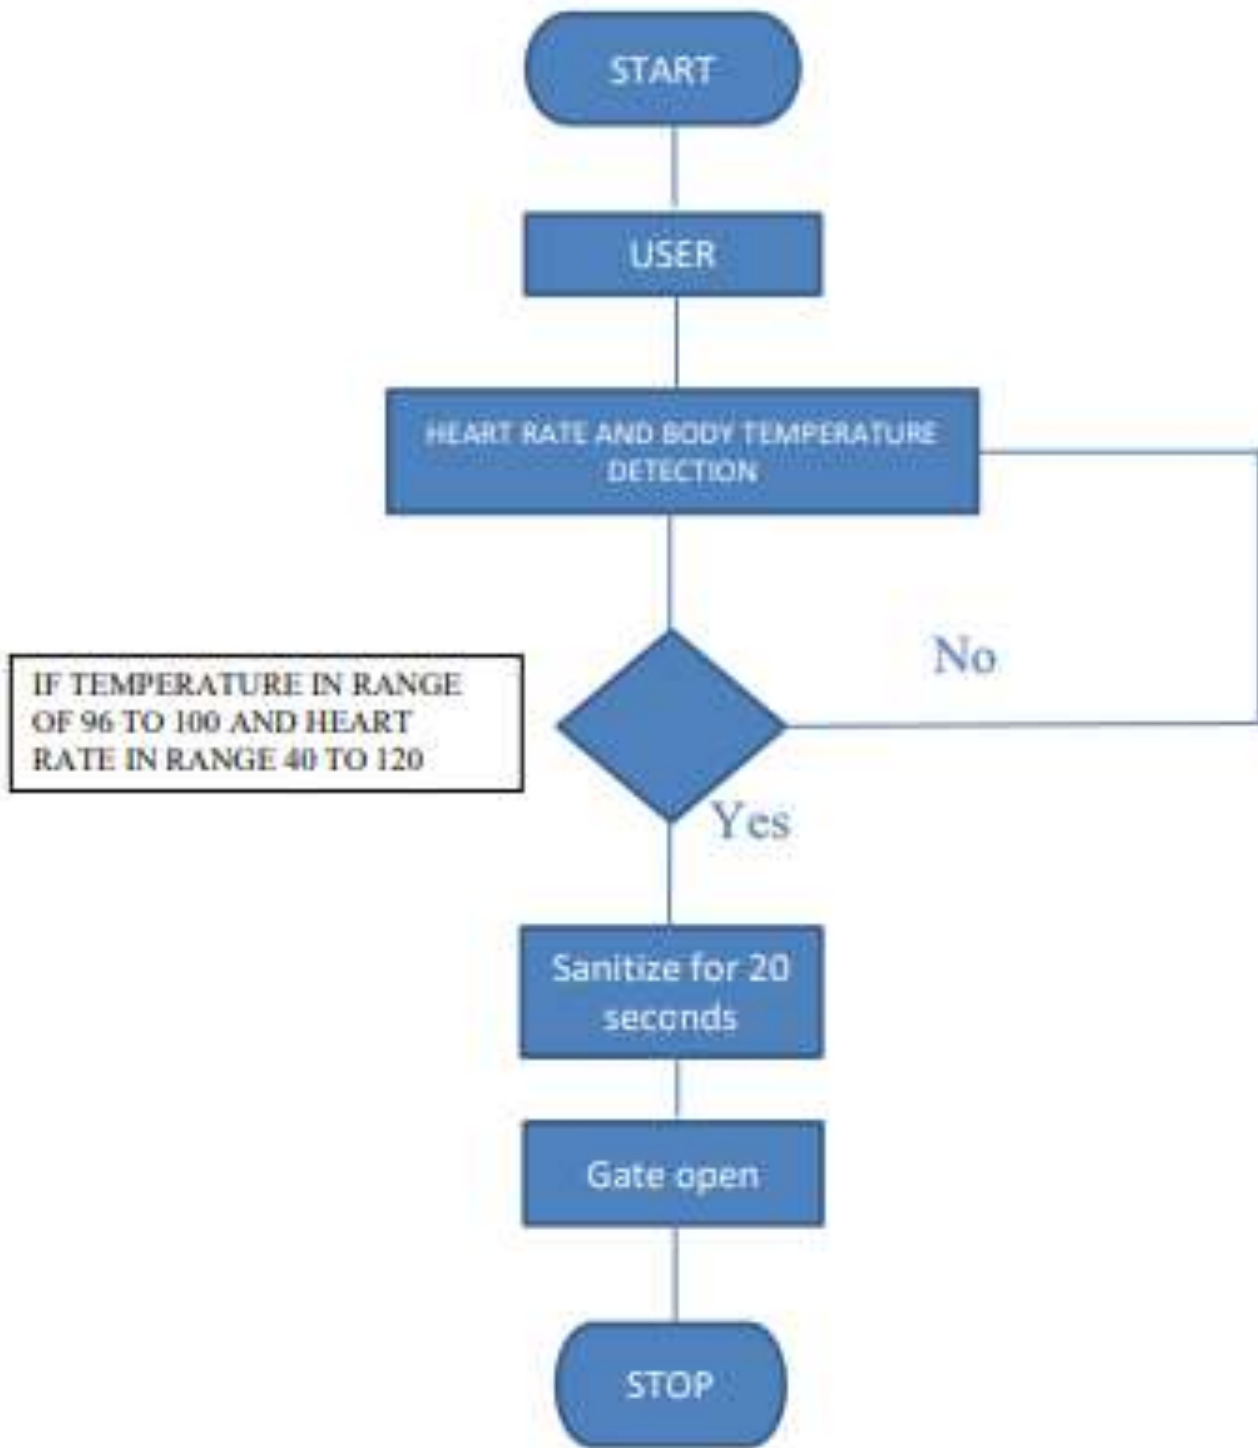 START
USER
HEART RATE AND BODY TEMPERATURE
DETECTION
No
IF TEMPERATURE IN RANGE
OF 96 TO 100 AND HEART
RATE IN RANGE 40 TO 120
Yes
Sanitize for 20
seconds
Gate open
STOP